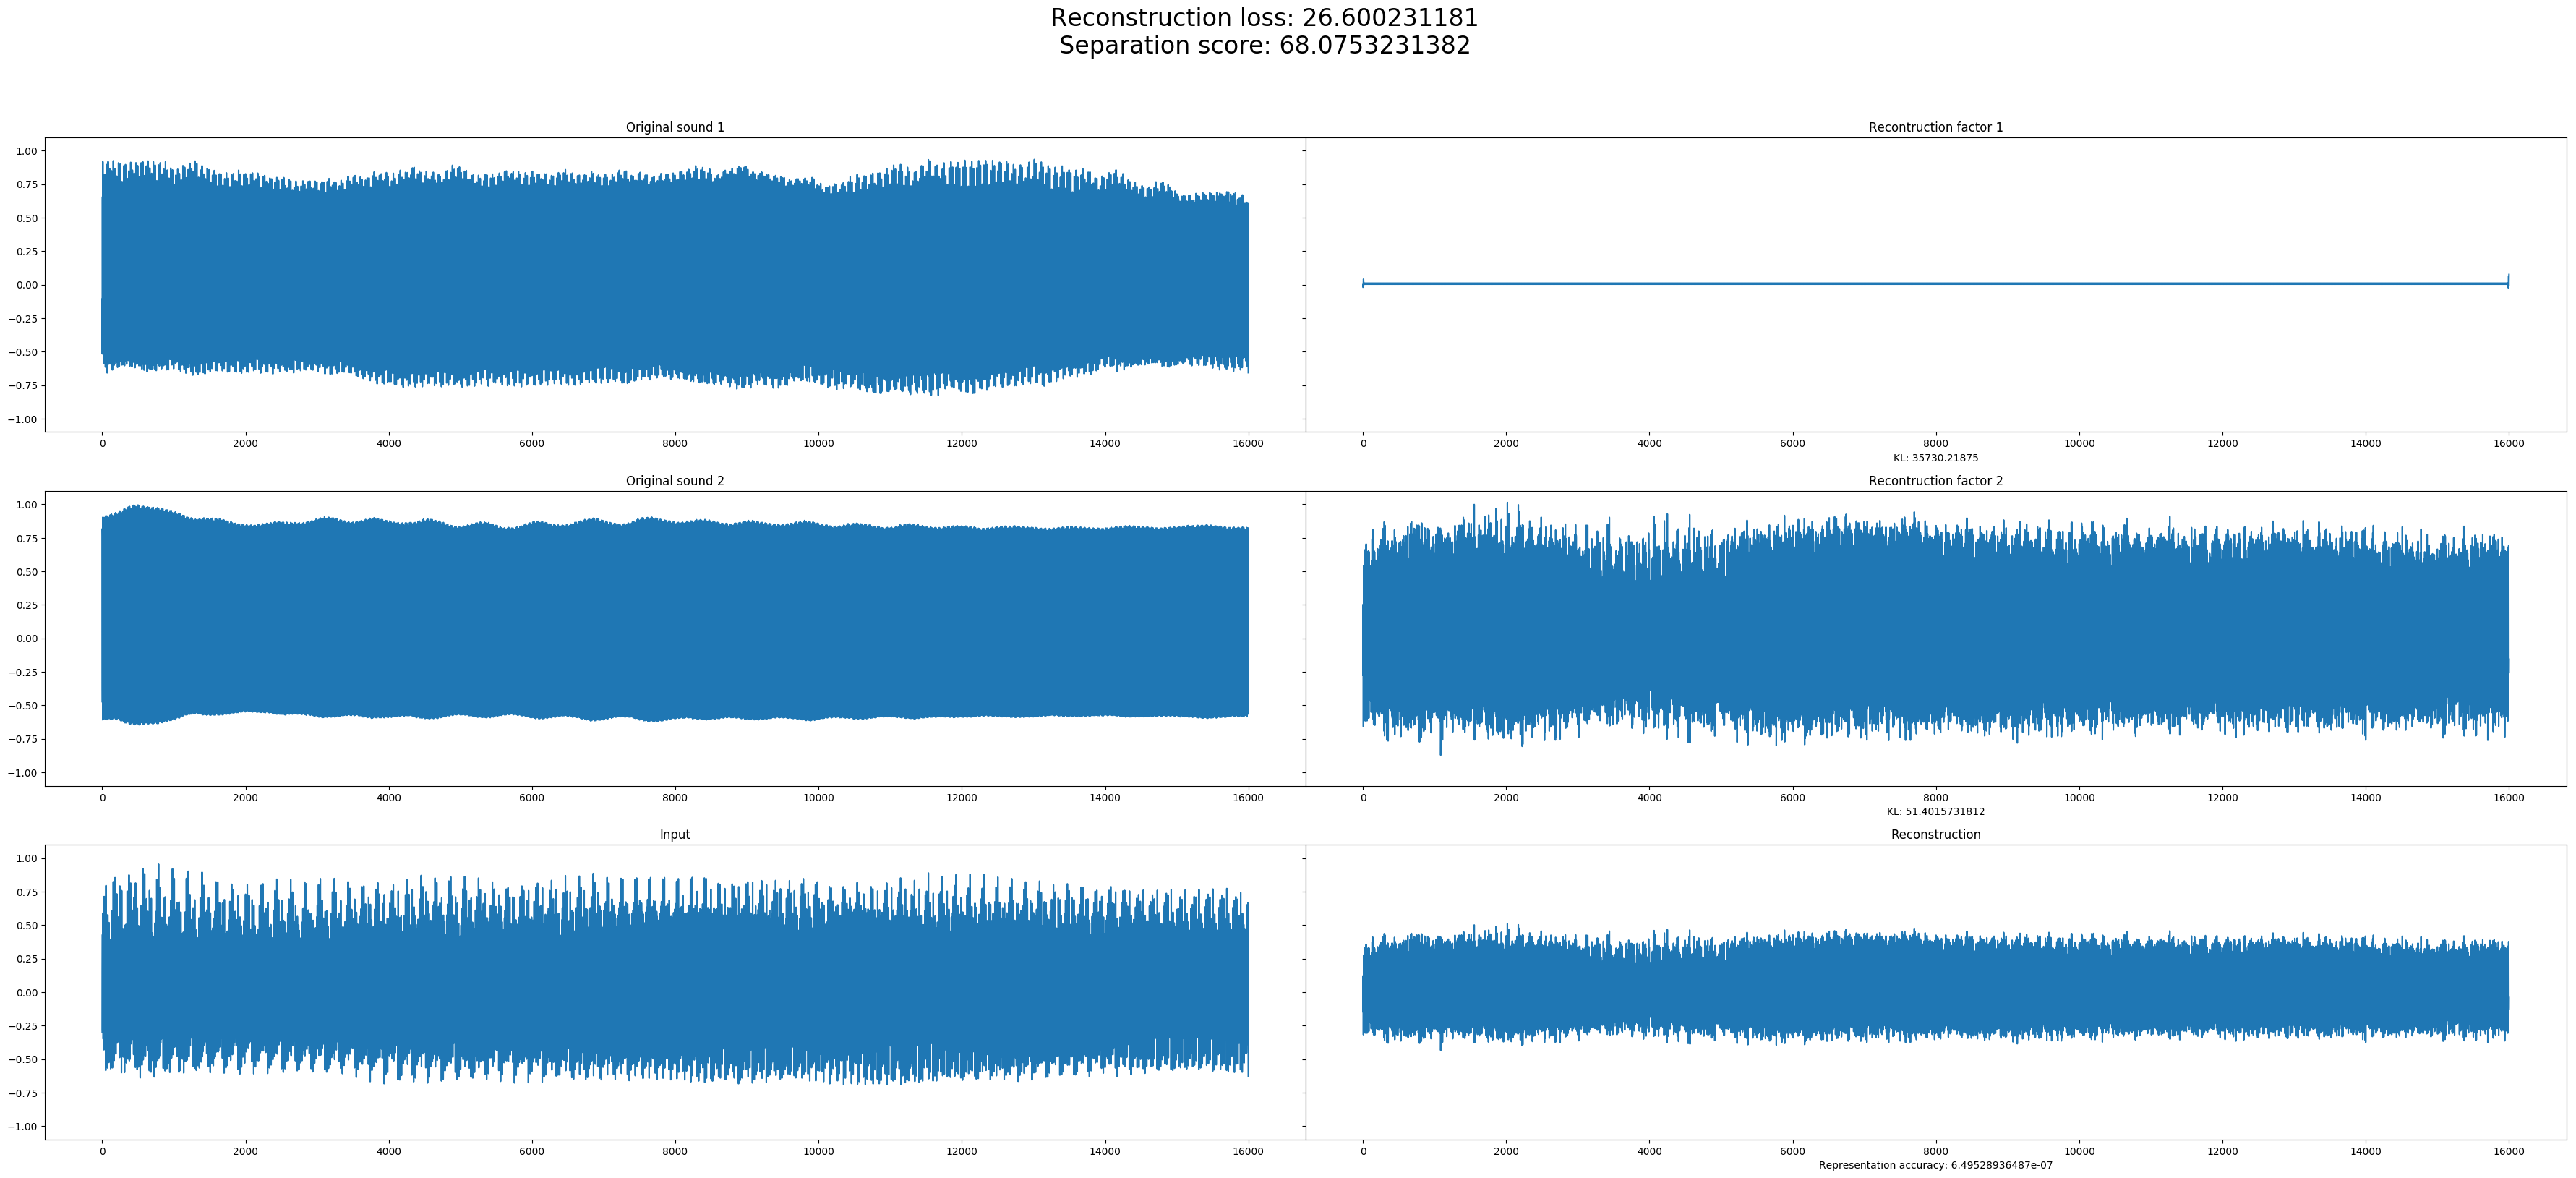 Reconstruction loss: 26.600231181
Separation score: 68.0753231382
Original sound 1
Recontruction factor 1
1.00
0.75
0.50
0.25
0.00
−0.25
−0.50
−0.75
−1.00
0 2000 4000 6000 8000 10000 12000 14000 16000
0 2000 4000 6000 8000 10000 12000 14000 16000
KL: 35730.21875
Original sound 2
Recontruction factor 2
1.00
0.75
0.50
0.25
0.00
−0.25
−0.50
−0.75
−1.00
0 2000 4000 6000 8000 10000 12000 14000 16000
0 2000 4000 6000 8000 10000 12000 14000 16000
KL: 51.4015731812
Input
Reconstruction
1.00
0.75
0.50
0.25
0.00
−0.25
−0.50
−0.75
−1.00
0 2000 4000 6000 8000 10000 12000 14000 16000
0 2000 4000 6000 8000 10000 12000 14000 16000
Representation accuracy: 6.49528936487e-07